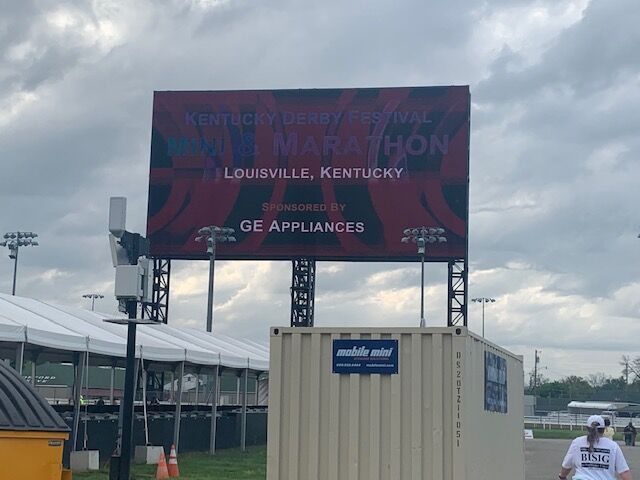 KENTUCKY DERBY FESTIVAL
MINI & MARATHON
LOUISVILLE, KENTUCKY
SPONSORED BY
GE APPLIANCES
mobile mini
BISIG